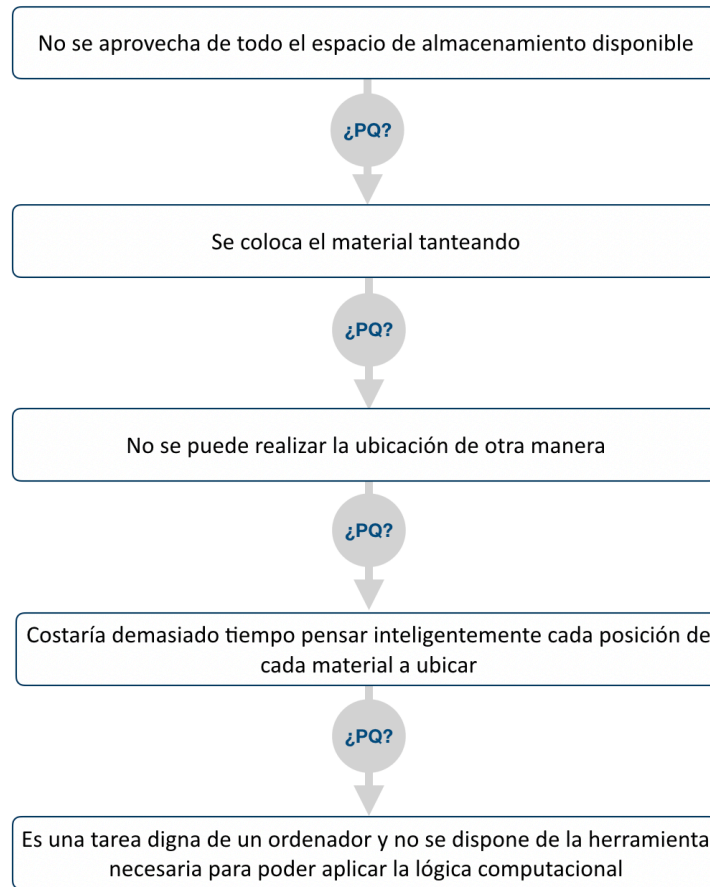 No se aprovecha de todo el espacio de almacenamiento disponible
¿PQ?
Se coloca el material tanteando
¿PQ?
No se puede realizar la ubicación de otra manera
¿PQ?
Costaría demasiado tiempo pensar inteligentemente cada posición de
cada material a ubicar
¿PQ?
Es una tarea digna de un ordenador y no se dispone de la herramienta
necesaria para poder aplicar la lógica computacional